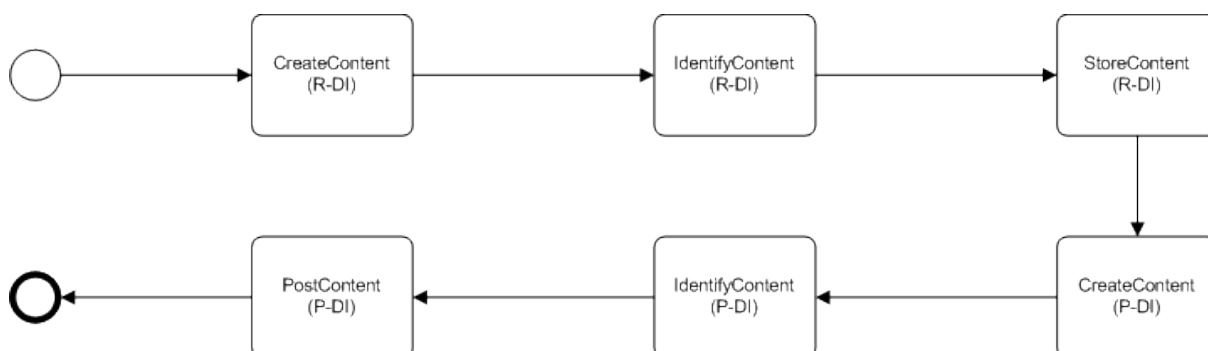 CreateContent
(R-DI)
IdentifyContent
(R-DI)
StoreContent
(R-DI)
PostContent
(P-DI)
IdentifyContent
(P-DI)
CreateContent
(P-DI)